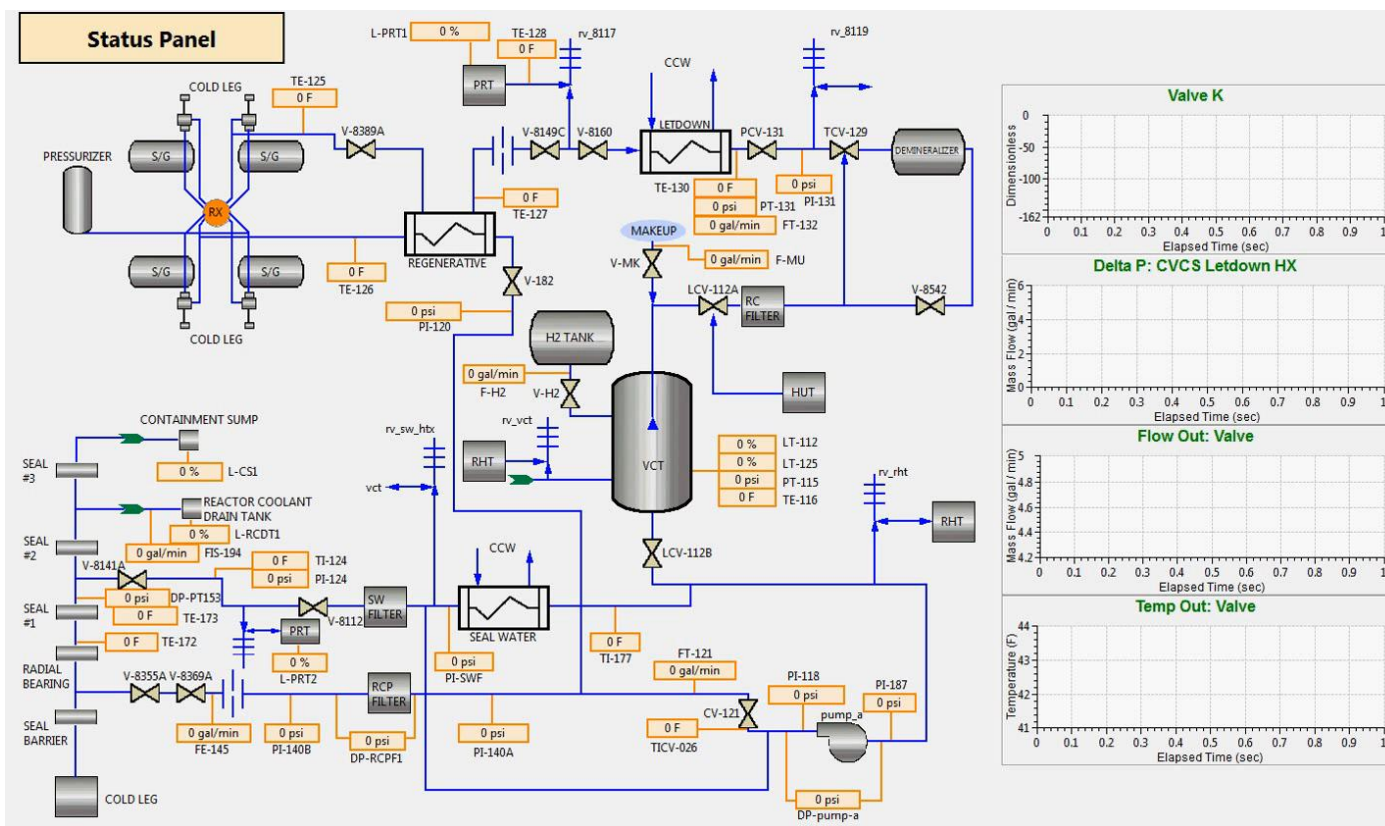 Status Panel
L-PRT1
0 %
TE-128
0 F
rv_8117
PRT
CCW
rv_8119
COLD LEG
TE-125
0 F
COLD LEG
V-8389A
V-8149C
V-8160
LETDOWN
PCV-131
TCV-129
DEMINERALIZER
PRESSURIZER
S/G
S/G
RX
TE-127
0 F
TE-130
0 F
0 psi
PT-131
0 gal/min
FT-132
0 psi
PI-131
REGENERATIVE
MAKEUP
V-MK
0 gal/min
F-MU
S/G
S/G
0 F
TE-126
V-182
0 psi
PI-120
LCV-112A
RC
FILTER
V-8542
COLD LEG
H2 TANK
0 gal/min
F-H2
V-H2
HUT
CONTAINMENT SUMP
0 %
L-CS1
SEAL
#3
rv_sw_htx
rv_vct
RHT
VCT
0 %
LT-112
0 %
LT-125
0 psi
PT-115
0 F
TE-116
vct
rv_rht
RHT
REACTOR COOLANT
DRAIN TANK
0 %
L-RCDT1
0 gal/min
FIS-194
SEAL
#2
V-8141A
0 F
TI-124
0 psi
PI-124
CCW
LCV-112B
0 psi
DP-PT153
0 F
TE-173
SEAL
#1
0 F
TE-172
V-8112
SW
FILTER
SEAL WATER
PRT
0 %
L-PRT2
0 psi
PI-SWF
0 F
TI-177
RADIAL
BEARING
V-8355A
V-8369A
RCP
FILTER
FT-121
0 gal/min
PI-118
0 psi
PI-187
0 psi
SEAL
BARRIER
0 gal/min
FE-145
0 psi
PI-140B
0 psi
DP-RCPF1
0 psi
PI-140A
CV-121
0 F
TICV-026
pump_a
0 psi
DP-pump-a
COLD LEG
Valve K
Dimensionless
0
-50
-100
-162
0 0.1 0.2 0.3 0.4 0.5 0.6 0.7 0.8 0.9 1
Elapsed Time (sec)
Delta P: CVCS Letdown HX
Mass Flow (gal / min)
6
4
2
0
0 0.1 0.2 0.3 0.4 0.5 0.6 0.7 0.8 0.9 1
Elapsed Time (sec)
Flow Out: Valve
Mass Flow (gal / min)
5
4.8
4.6
4.4
4.2
0 0.1 0.2 0.3 0.4 0.5 0.6 0.7 0.8 0.9 1
Elapsed Time (sec)
Temp Out: Valve
Temperature (F)
44
43
42
41
0 0.1 0.2 0.3 0.4 0.5 0.6 0.7 0.8 0.9 1
Elapsed Time (sec)